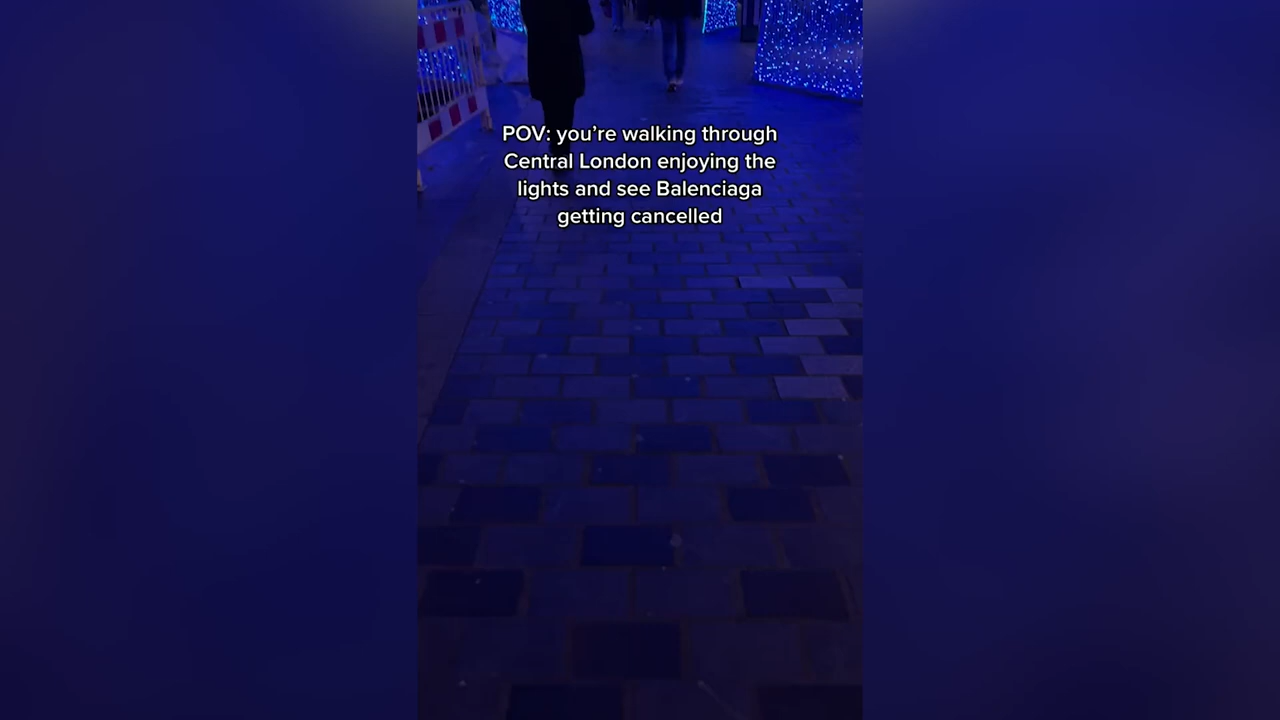 POV: you’re walking through
Central London enjoying the
lights and see Balenciaga
getting cancelled